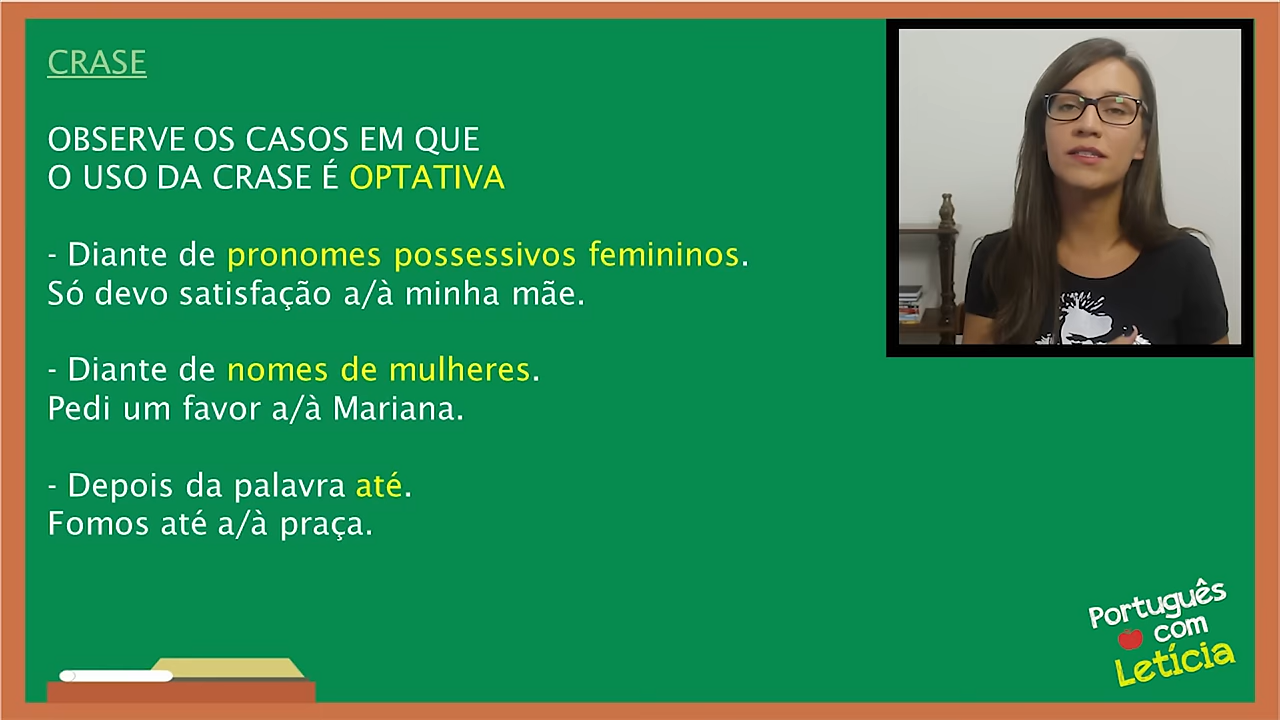 CRASE
OBSERVE OS CASOS EM QUE
O USO DA CRASE É OPTATIVA
- Diante de pronomes possessivos femininos.
Só devo satisfação a/à minha mãe.
- Diante de nomes de mulheres.
Pedi um favor a/à Mariana.
- Depois da palavra até.
Fomos até a/à praça.
Português
com
Letícia